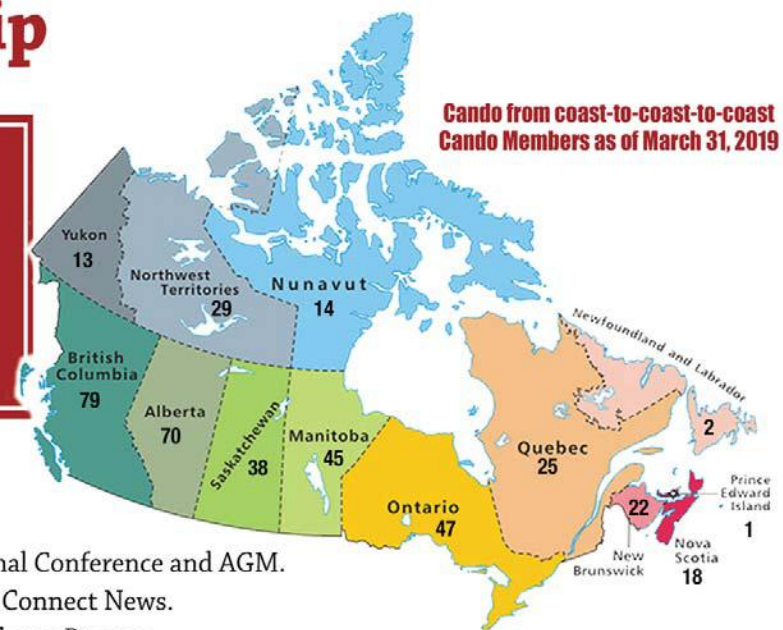 ip
Cando from coast-to-coast-to-coast
Cando Members as of March 31, 2019
Yukon
13
Northwest
Territories
29
Nunavut
14
British
Columbia
79
Alberta
70
Saskatchewan
38
Manitoba
45
Ontario
47
Quebec
25
Newfoundland and Labrador
2
Prince
Edward
Island
1
22
New
Brunswick
Nova
Scotia
18
nal Conference and AGM.
Connect News.